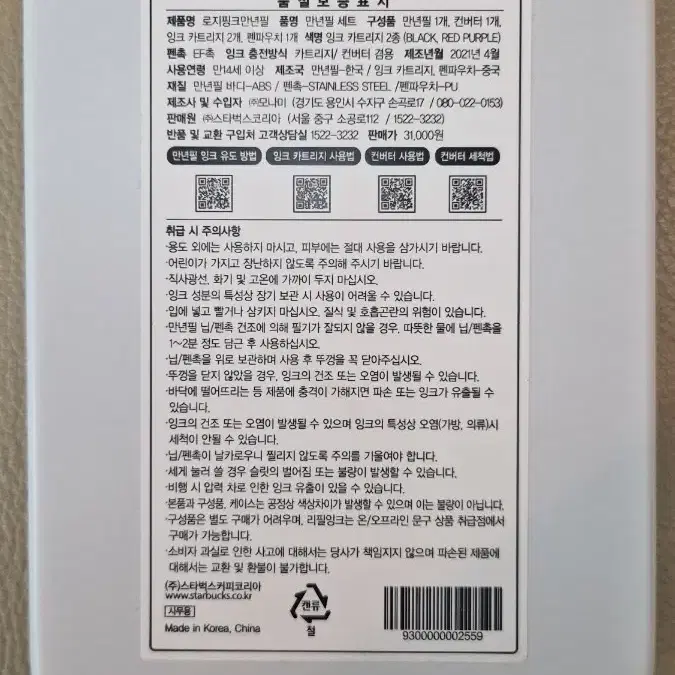 품 질 보 증 표 시
제품명 로지핑크만년필 품명 만년필 세트 구성품 만년필 1개, 컨버터 1개,
잉크 카트리지 2개, 펜파우치 1개 색명 잉크 카트리지 2종 (BLACK, RED PURPLE)
펜촉 EF촉 잉크 충전방식 카트리지/ 컨버터 겸용 제조년월 2021년 4월
사용연령 만14세 이상 제조국 만년필-한국 / 잉크 카트리지, 펜파우치-중국
재질 만년필 바디-ABS / 펜촉-STAINLESS STEEL /펜파우치-PU
제조사 및 수입자 ㈜모나미 (경기도 용인시 수지구 손곡로17 / 080-022-0153)
판매원 ㈜스타벅스코리아 (서울 중구 소공로112 / 1522-3232)
반품 및 교환 구입처 고객상담실 1522-3232 판매가 31,000원
만년필 잉크 유도 방법 잉크 카트리지 사용법 컨버터 사용법 컨버터 세척법
취급 시 주의사항
·용도 외에는 사용하지 마시고, 피부에는 절대 사용을 삼가시기 바랍니다.
·어린이가 가지고 장난하지 않도록 주의해 주시기 바랍니다.
·직사광선, 화기 및 고온에 가까이 두지 마십시오.
·잉크 성분의 특성상 장기 보관 시 사용이 어려울 수 있습니다.
·입에 넣고 빨거나 삼키지 마십시오. 질식 및 호흡곤란의 위험이 있습니다.
·만년필 닙/펜촉 건조에 의해 필기가 잘되지 않을 경우, 따뜻한 물에 닙/펜촉을
1~2분 정도 담근 후 사용하십시오.
·닙/펜촉을 위로 보관하며 사용 후 뚜껑을 꼭 닫아주십시오.
·뚜껑을 닫지 않았을 경우, 잉크의 건조 또는 오염이 발생될 수 있습니다.
·바닥에 떨어뜨리는 등 제품에 충격이 가해지면 파손 또는 잉크가 유출될 수
있습니다.
·잉크의 건조 또는 오염이 발생될 수 있으며 잉크의 특성상 오염(가방, 의류)시
세척이 안될 수 있습니다.
·닙/펜촉이 날카로우니 찔리지 않도록 주의를 기울여야 합니다.
·세게 눌러 쓸 경우 슬릿의 벌어짐 또는 불량이 발생할 수 있습니다.
·비행 시 압력 차로 인한 잉크 유출이 있을 수 있습니다.
·본품과 구성품, 케이스는 공정상 색상차이가 발생할 수 있으며 이는 불량이 아닙니다.
·구성품은 별도 구매가 어려우며, 리필잉크는 온/오프라인 문구 상품 취급점에서
구매가 가능합니다.
·소비자 과실로 인한 사고에 대해서는 당사가 책임지지 않으며 파손된 제품에
대해서는 교환 및 환불이 불가합니다.
(주)스타벅스커피코리아
www.starbucks.co.kr
사무용
Made in Korea, China
캔류
철
9300000002559